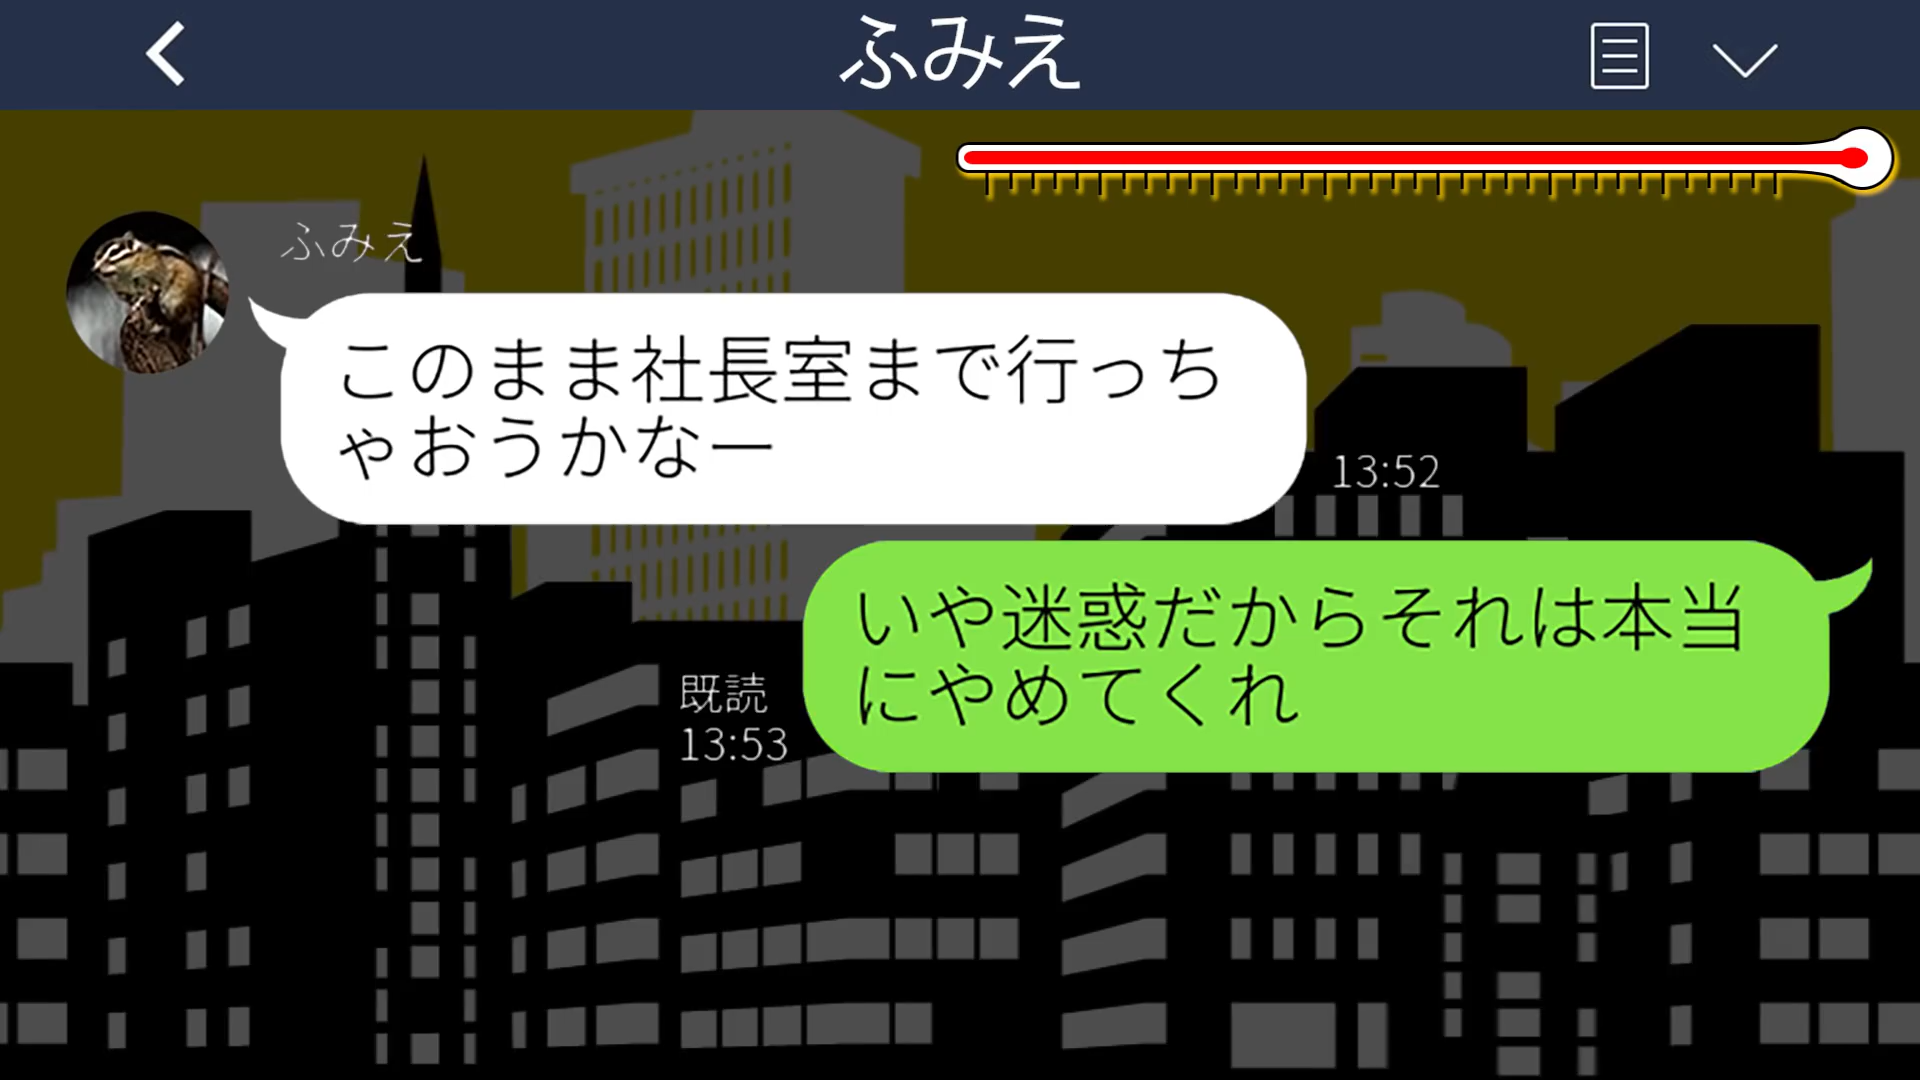 ふみえ
ふみえ
このまま社長室まで行っち
ゃおうかなー
13:52
いや迷惑だからそれは本当
にやめてくれ
既読
13:53